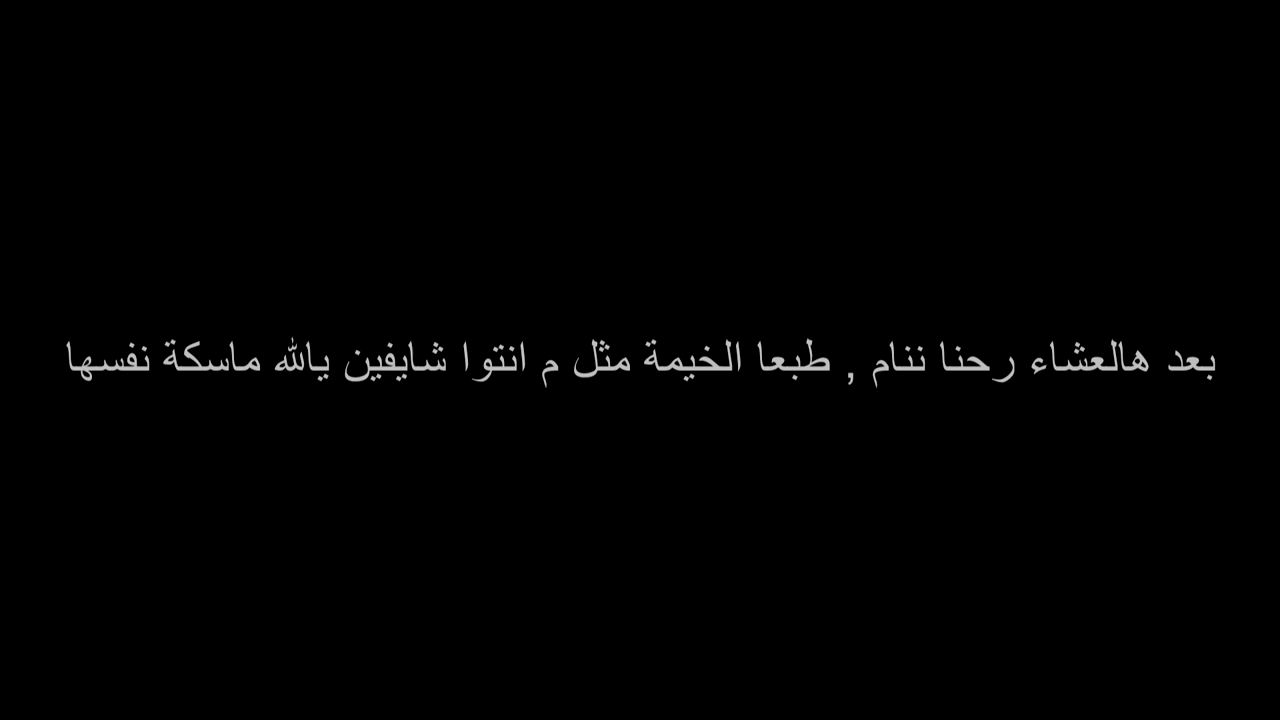 بعد هالعشاء رحنا ننام , طبعا الخيمة مثل م انتوا شايفين يالله ماسكة نفسها